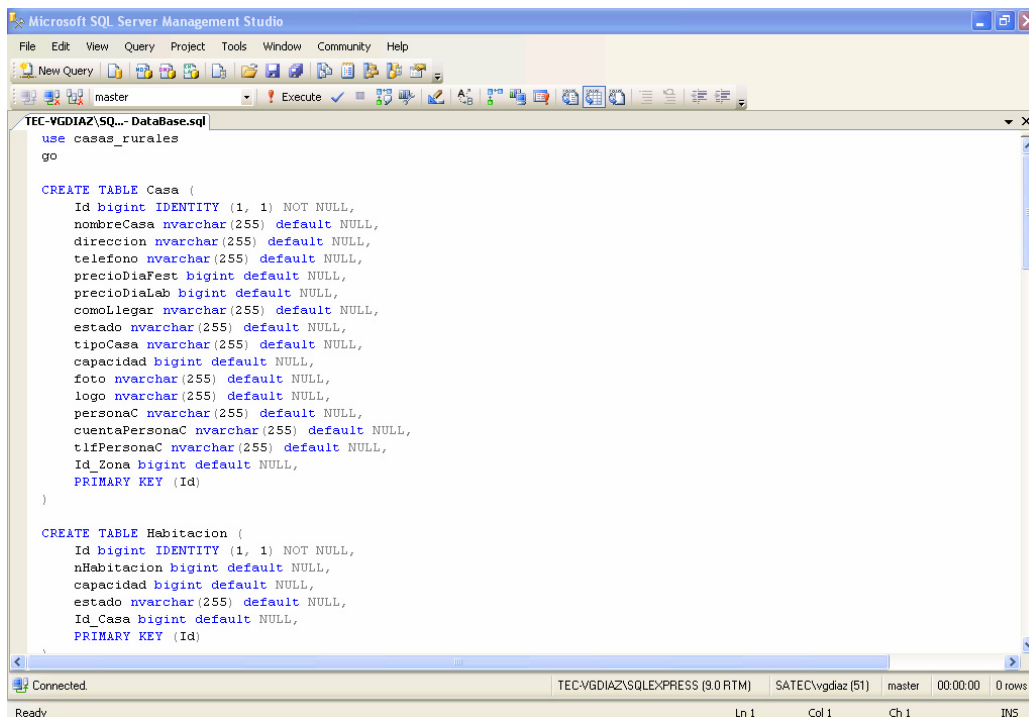 Microsoft SQL Server Management Studio
File Edit View Query Project Tools Window Community Help
New Query
master Execute
TEC-VGDIAZ\SQ...- DataBase.sql
use casas_rurales
go
CREATE TABLE Casa (
Id bigint IDENTITY (1, 1) NOT NULL,
nombreCasa nvarchar(255) default NULL,
direccion nvarchar(255) default NULL,
telefono nvarchar(255) default NULL,
precioDiaFest bigint default NULL,
precioDiaLab bigint default NULL,
comoLlegar nvarchar(255) default NULL,
estado nvarchar(255) default NULL,
tipoCasa nvarchar(255) default NULL,
capacidad bigint default NULL,
foto nvarchar(255) default NULL,
logo nvarchar(255) default NULL,
personaC nvarchar(255) default NULL,
cuentaPersonaC nvarchar(255) default NULL,
tlfPersonaC nvarchar(255) default NULL,
Id_Zona bigint default NULL,
PRIMARY KEY (Id)
)
CREATE TABLE Habitacion (
Id bigint IDENTITY (1, 1) NOT NULL,
nHabitacion bigint default NULL,
capacidad bigint default NULL,
estado nvarchar(255) default NULL,
Id_Casa bigint default NULL,
PRIMARY KEY (Id)
)
Connected. TEC-VGDIAZ\SQLEXPRESS (9.0 RTM) SATEC\vgdiaz (51) master 00:00:00 0 rows
Ready Ln 1 Col 1 Ch 1 INS